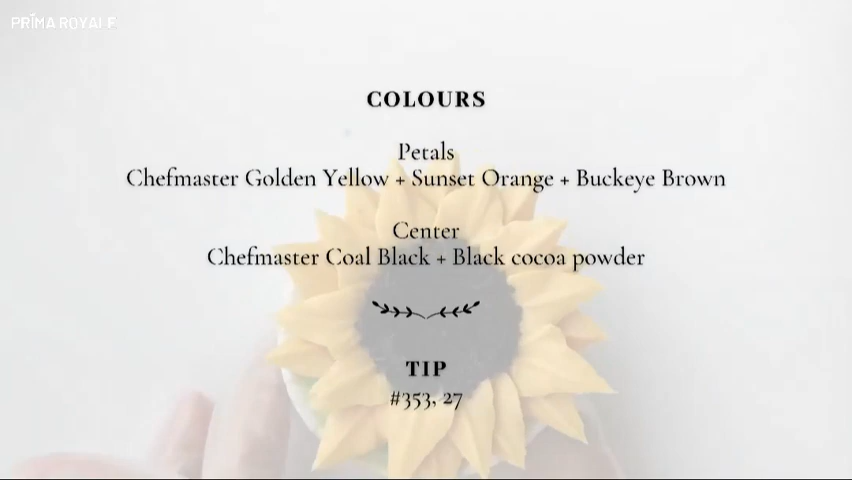 PRIMA ROYALE
COLOURS
Petals
Chefmaster Golden Yellow + Sunset Orange + Buckeye Brown
Center
Chefmaster Coal Black + Black cocoa powder
TIP
#353, 27